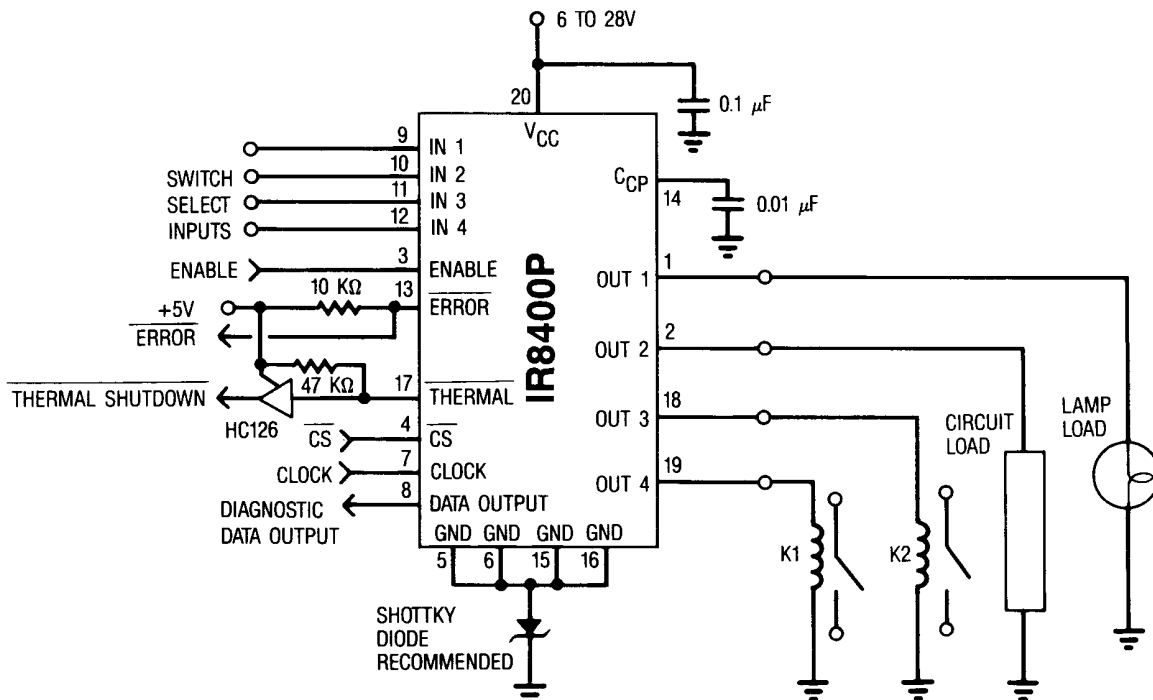 6 TO 28V
20
0.1 μF
VCC
9
IN 1
10
SWITCH
IN 2
CCP
11
SELECT
IN 3
14
0.01 μF
12
INPUTS
IN 4
3
ENABLE
ENABLE
1
OUT 1
10 KΩ
13
+5V
ERROR
ERROR
IR8400P
2
OUT 2
47 KΩ
17
THERMAL SHUTDOWN
THERMAL
HC126
18
OUT 3
CIRCUIT
LOAD
LAMP
LOAD
4
CS
CS
7
CLOCK
CLOCK
19
OUT 4
8
DIAGNOSTIC
DATA OUTPUT
DATA OUTPUT
GND GND GND GND
5 6 15 16
K1
K2
SHOTTKY
DIODE
RECOMMENDED